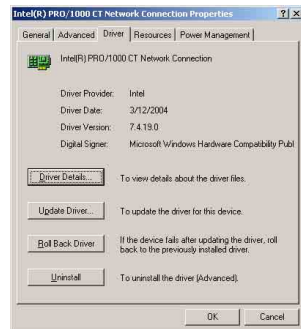 Intel(R) PRO/1000 CT Network Connection Properties
General Advanced Driver Resources Power Management
Intel(R) PRO/1000 CT Network Connection
Driver Provider: Intel
Driver Date: 3/12/2004
Driver Version: 7.4.19.0
Digital Signer: Microsoft Windows Hardware Compatibility Publ
Driver Details... To view details about the driver files.
Update Driver... To update the driver for this device.
Roll Back Driver If the device fails after updating the driver, roll
back to the previously installed driver.
Uninstall To uninstall the driver (Advanced).
OK Cancel